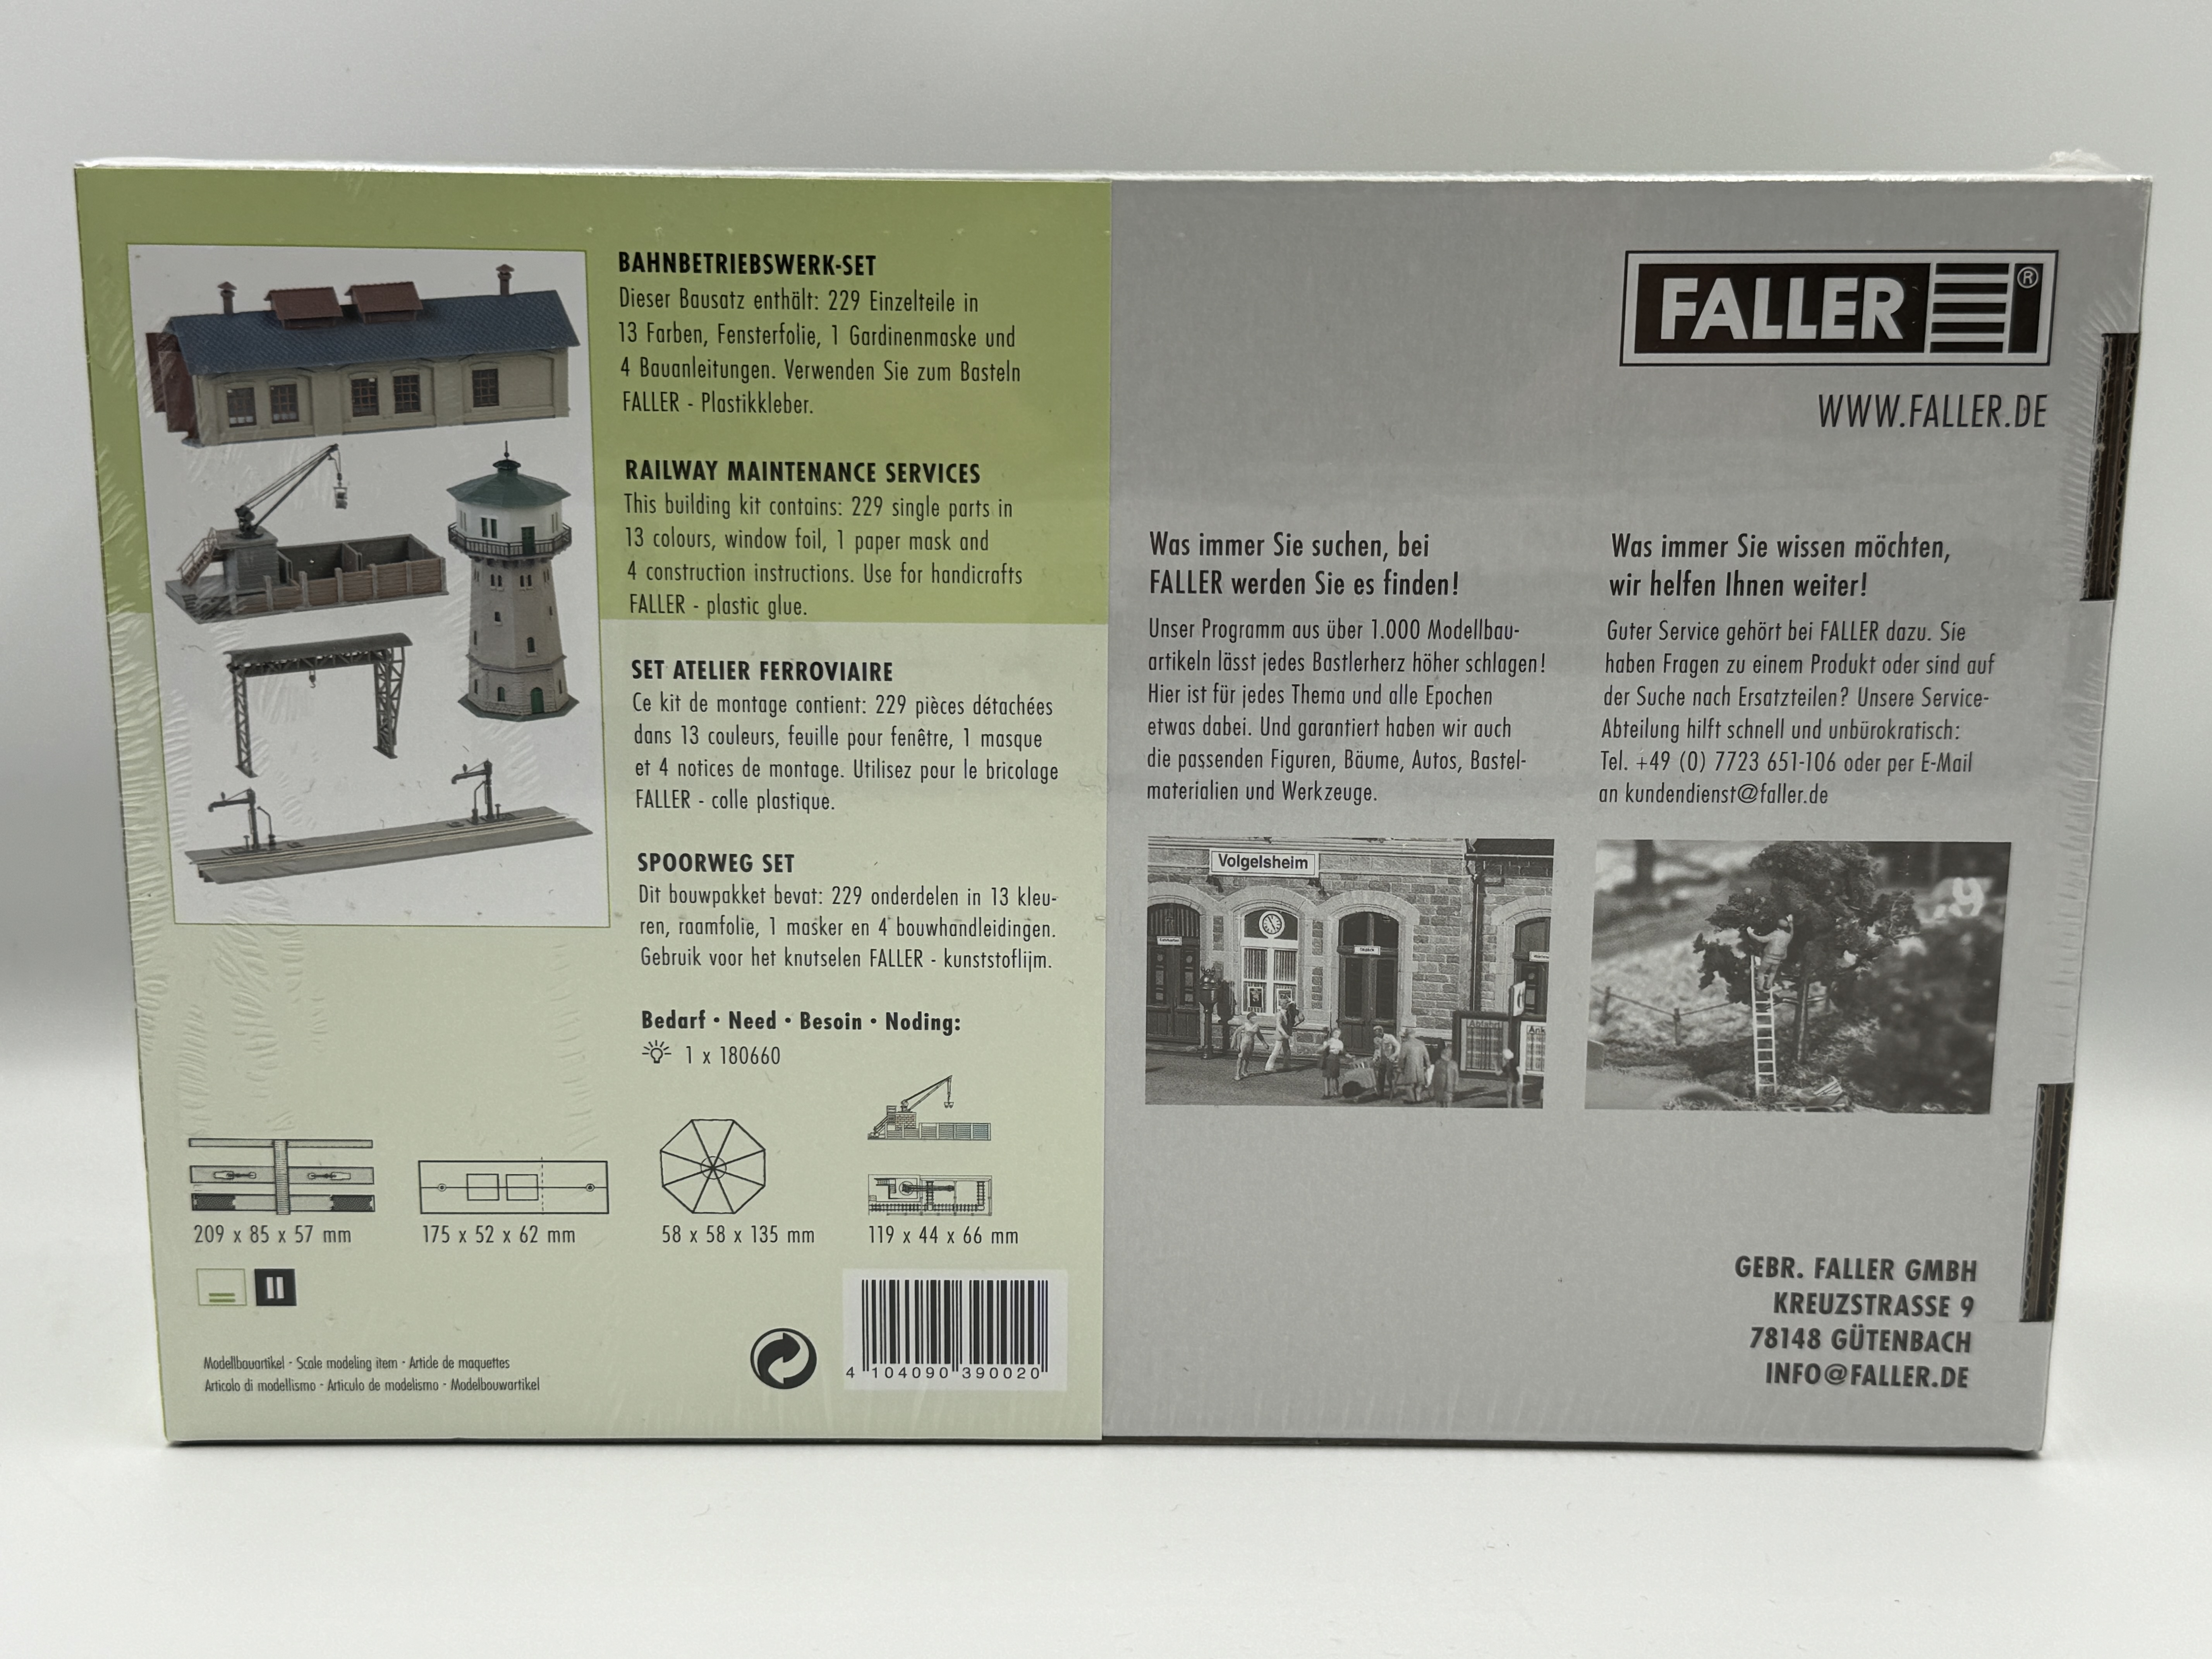 BAHNBETRIEBSWERK-SET
Dieser Bausatz enthält: 229 Einzelteile in
13 Farben, Fensterfolie, 1 Gardinenmaske und
4 Bauanleitungen. Verwenden Sie zum Basteln
FALLER - Plastikkleber.
RAILWAY MAINTENANCE SERVICES
This building kit contains: 229 single parts in
13 colours, window foil, 1 paper mask and
4 construction instructions. Use for handicrafts
FALLER - plastic glue.
SET ATELIER FERROVIAIRE
Ce kit de montage contient: 229 pièces détachées
dans 13 couleurs, feuille pour fenêtre, 1 masque
et 4 notices de montage. Utilisez pour le bricolage
FALLER - colle plastique.
SPOORWEG SET
Dit bouwpakket bevat: 229 onderdelen in 13 kleu-
ren, raamfolie, 1 masker en 4 bouwhandleidingen.
Gebruik voor het knutselen FALLER - kunststoflijm.
Bedarf • Need • Besoin • Noding:
1 x 180660
209 x 85 x 57 mm
175 x 52 x 62 mm
58 x 58 x 135 mm
119 x 44 x 66 mm
II
Modellbauartikel - Scale modeling item - Article de maquettes
Articolo di modellismo - Articulo de modelismo - Modelbouwartikel
4 104090 390020
FALLER ®
WWW.FALLER.DE
Was immer Sie suchen, bei
FALLER werden Sie es finden!
Unser Programm aus über 1.000 Modellbau-
artikeln lässt jedes Bastlerherz höher schlagen!
Hier ist für jedes Thema und alle Epochen
etwas dabei. Und garantiert haben wir auch
die passenden Figuren, Bäume, Autos, Bastel-
materialien und Werkzeuge.
Volgelsheim
Was immer Sie wissen möchten,
wir helfen Ihnen weiter!
Guter Service gehört bei FALLER dazu. Sie
haben Fragen zu einem Produkt oder sind auf
der Suche nach Ersatzteilen? Unsere Service-
Abteilung hilft schnell und unbürokratisch:
Tel. +49 (0) 7723 651-106 oder per E-Mail
an kundendienst@faller.de
GEBR. FALLER GMBH
KREUZSTRASSE 9
78148 GÜTENBACH
INFO@FALLER.DE